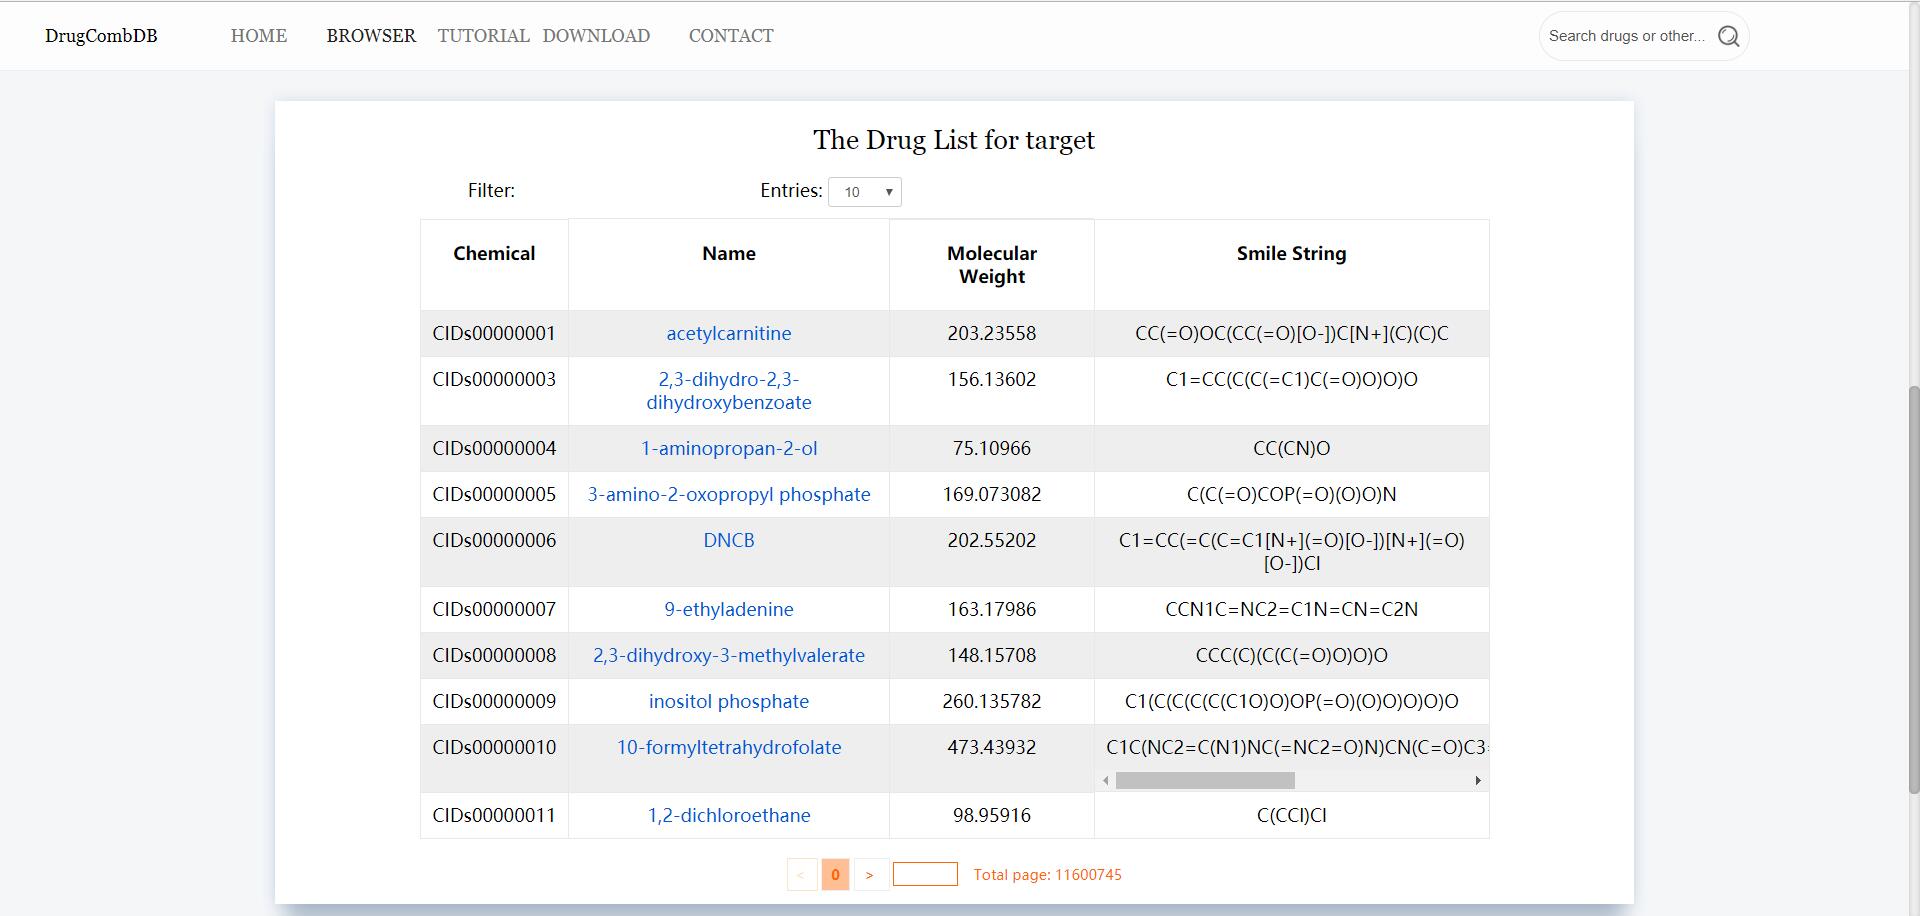 DrugCombDB HOME BROWSER TUTORIAL DOWNLOAD CONTACT Search drugs or other...
The Drug List for target
Filter: Entries: 10
Chemical Name Molecular Weight Smile String
CIDs00000001 acetylcarnitine 203.23558 CC(=O)OC(CC(=O)[O-])C[N+](C)(C)C
CIDs00000003 2,3-dihydro-2,3-dihydroxybenzoate 156.13602 C1=CC(C(C(=C1)C(=O)O)O)O
CIDs00000004 1-aminopropan-2-ol 75.10966 CC(CN)O
CIDs00000005 3-amino-2-oxopropyl phosphate 169.073082 C(C(=O)COP(=O)(O)O)N
CIDs00000006 DNCB 202.55202 C1=CC(=C(C=C1[N+](=O)[O-])[N+](=O)[O-])Cl
CIDs00000007 9-ethyladenine 163.17986 CCN1C=NC2=C1N=CN=C2N
CIDs00000008 2,3-dihydroxy-3-methylvalerate 148.15708 CCC(C)(C(C(=O)O)O)O
CIDs00000009 inositol phosphate 260.135782 C1(C(C(C(C(C1O)O)OP(=O)(O)O)O)O)O
CIDs00000010 10-formyltetrahydrofolate 473.43932 C1C(NC2=C(N1)NC(=NC2=O)N)CN(C=O)C3=
CIDs00000011 1,2-dichloroethane 98.95916 C(CCl)Cl
< 0 > Total page: 11600745